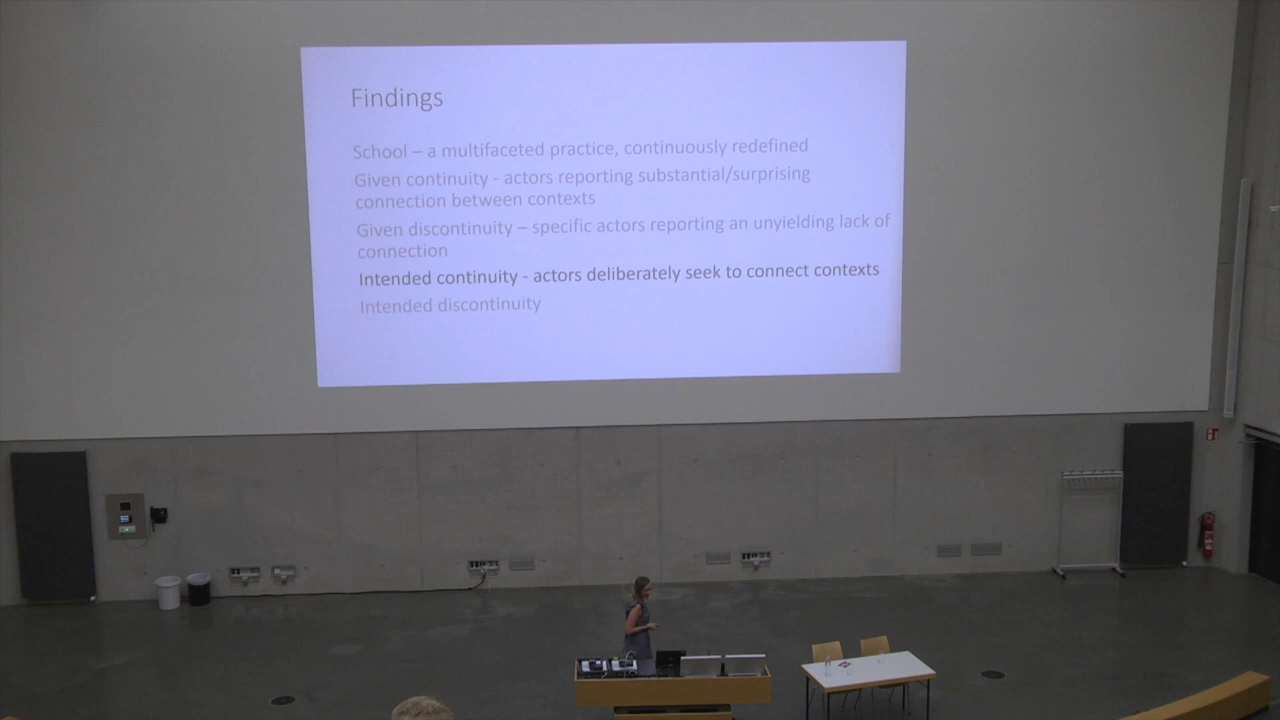 Findings
School – a multifaceted practice, continuously redefined
Given continuity - actors reporting substantial/surprising
connection between contexts
Given discontinuity – specific actors reporting an unyielding lack of
connection
Intended continuity - actors deliberately seek to connect contexts
Intended discontinuity